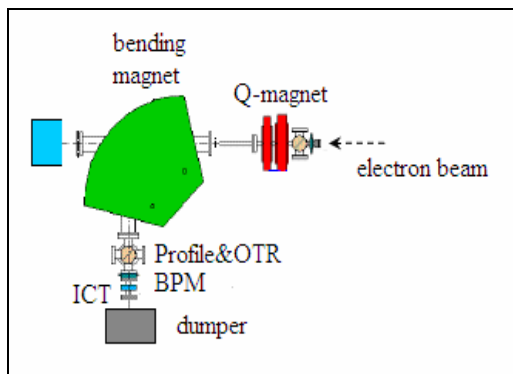 bending
magnet
Q-magnet
electron beam
Profile&OTR
BPM
ICT
dumper